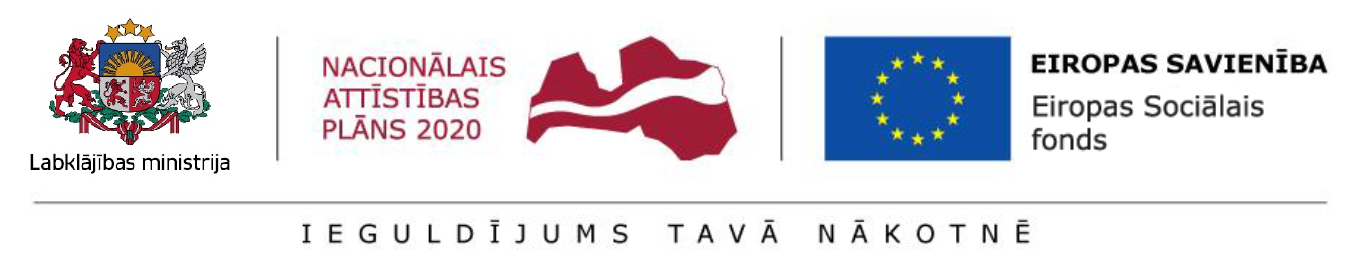 Labklājības ministrija
NACIONĀLAIS
ATTĪSTĪBAS
PLĀNS 2020
EIROPAS SAVIENĪBA
Eiropas Sociālais
fonds
IEGULDĪJUMS TAVĀ NĀKOTNĒ